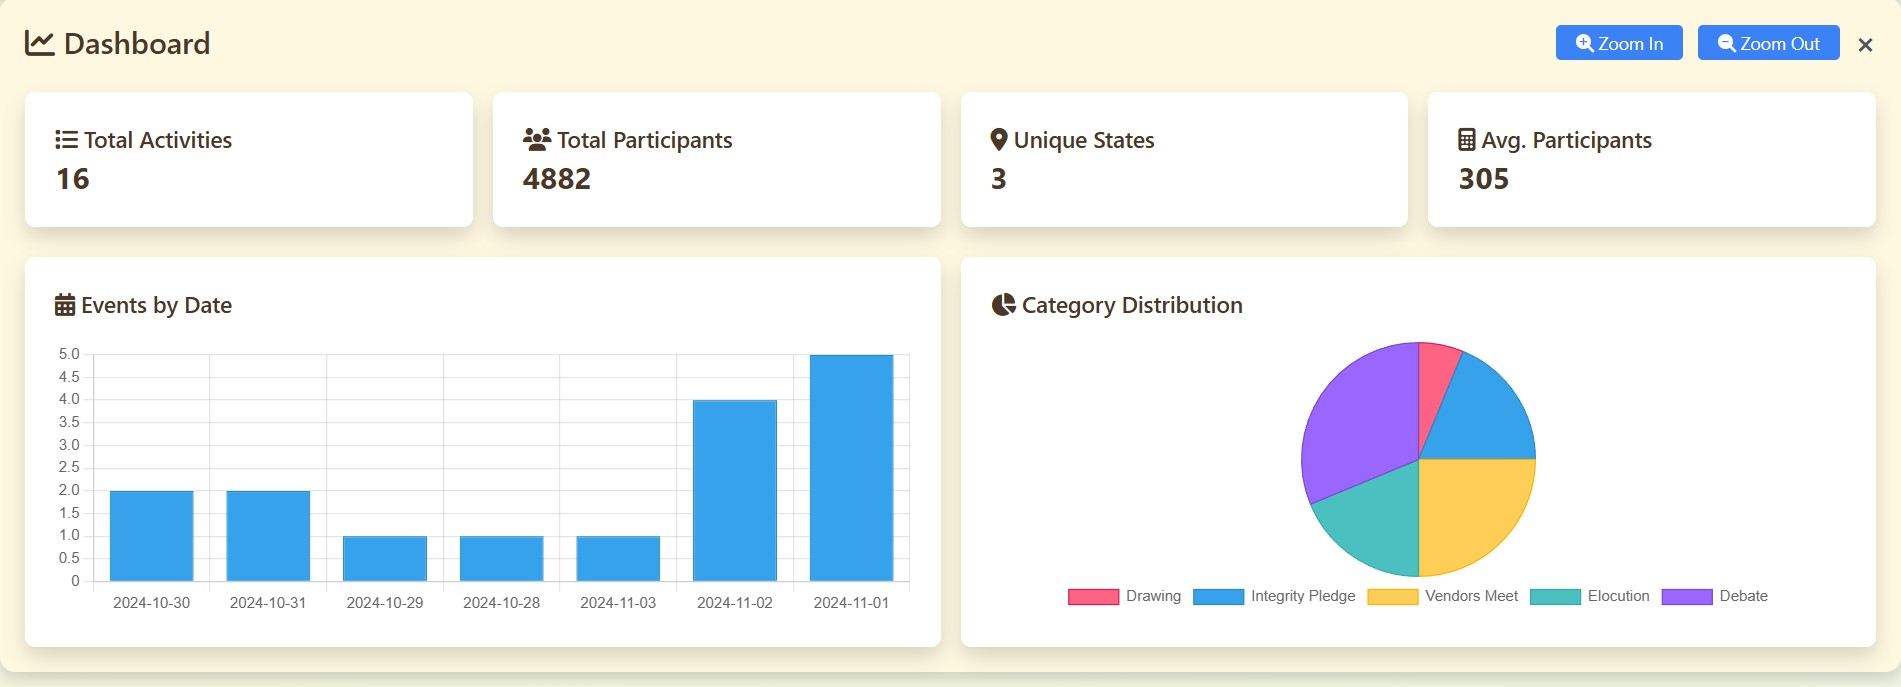 Dashboard
Zoom In
Zoom Out
×
Total Activities
16
Total Participants
4882
Unique States
3
Avg. Participants
305
Events by Date
5.0
4.5
4.0
3.5
3.0
2.5
2.0
1.5
1.0
0.5
0
2024-10-30 2024-10-31 2024-10-29 2024-10-28 2024-11-03 2024-11-02 2024-11-01
Category Distribution
Drawing Integrity Pledge Vendors Meet Elocution Debate